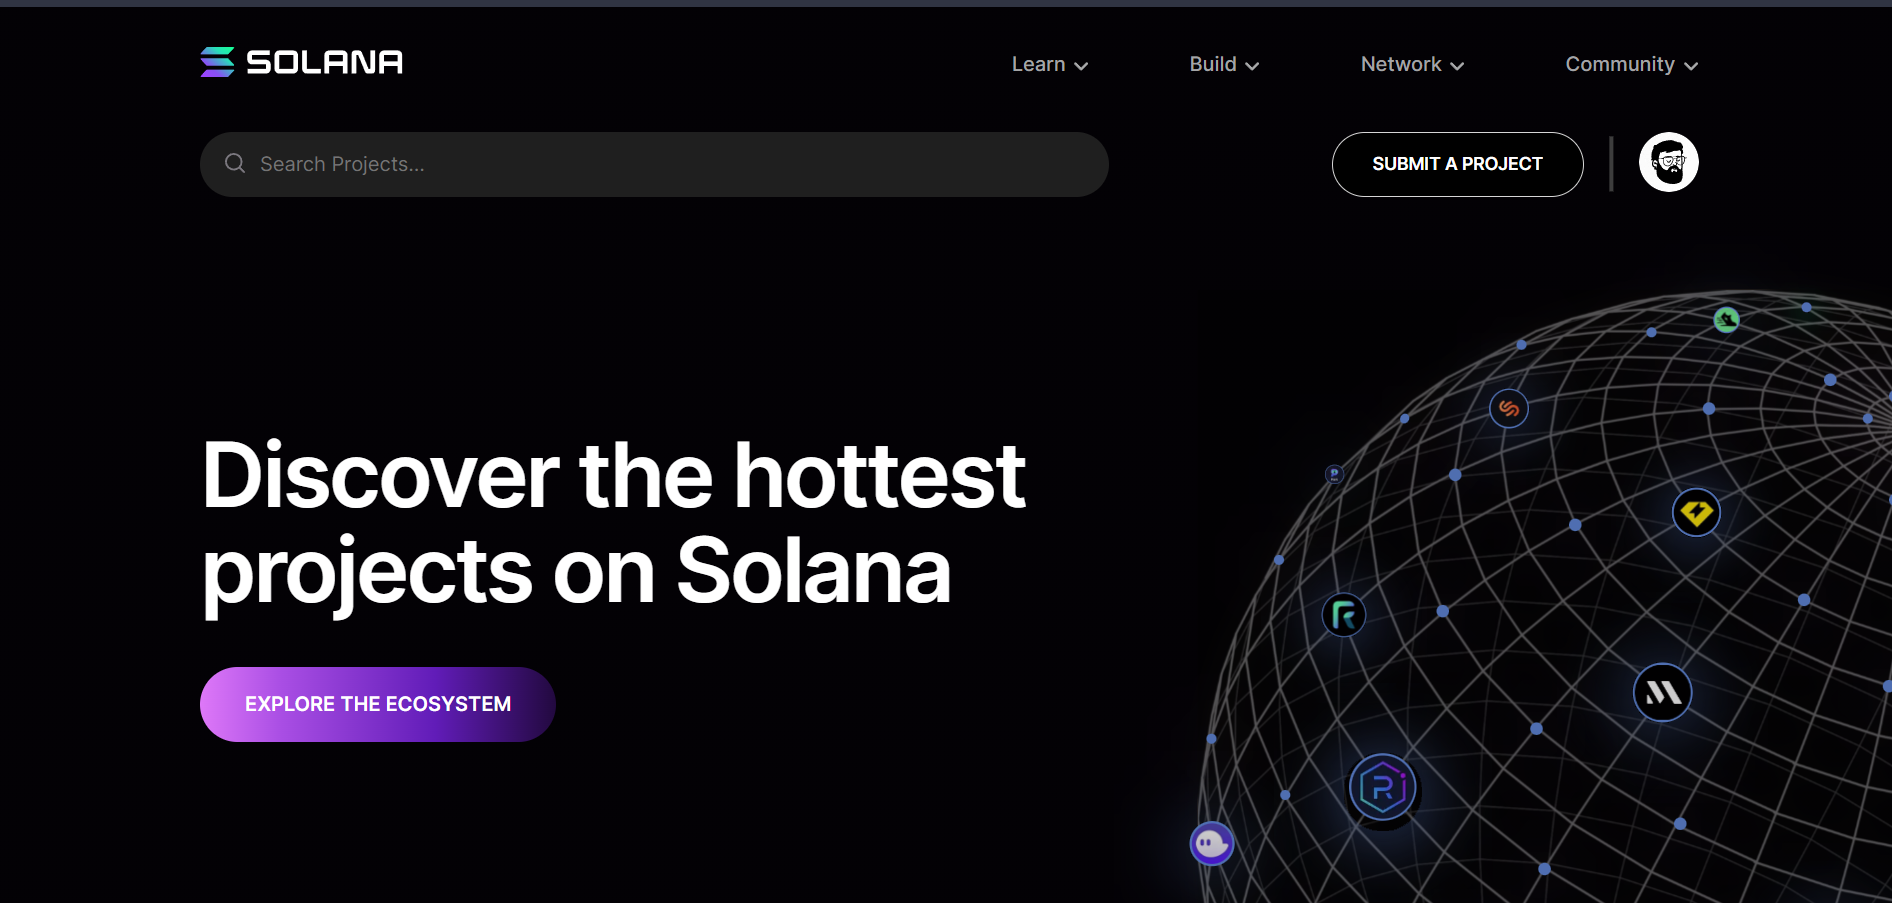 SOLANA
Learn
Build
Network
Community
Search Projects...
SUBMIT A PROJECT
Discover the hottest
projects on Solana
EXPLORE THE ECOSYSTEM